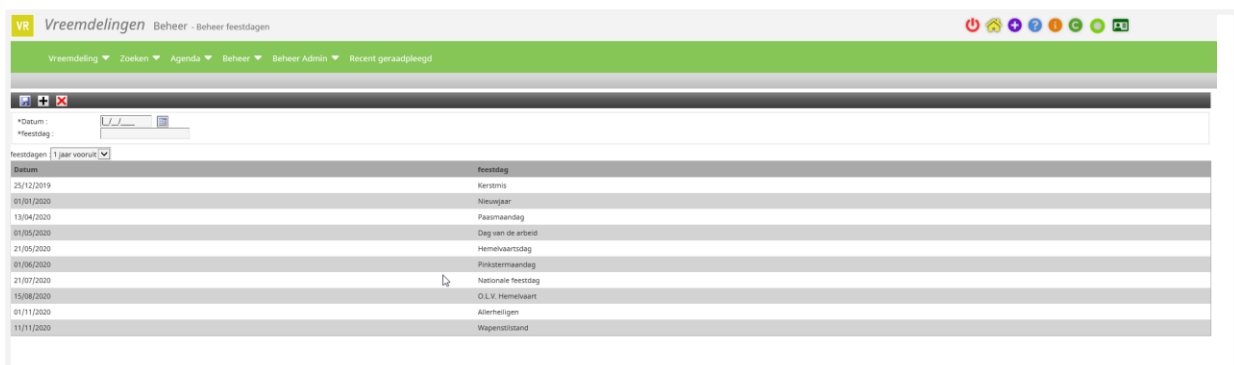 VR Vreemdelingen Beheer - Beheer feestdagen
Vreemdeling Zoeken Agenda Beheer Beheer Admin Recent geraadpleegd
*Datum : _/_/___
*feestdag :
feestdagen 1 jaar vooruit
Datum feestdag
25/12/2019 Kerstmis
01/01/2020 Nieuwjaar
13/04/2020 Paasmaandag
01/05/2020 Dag van de arbeid
21/05/2020 Hemelvaartsdag
01/06/2020 Pinkstermaandag
21/07/2020 Nationale feestdag
15/08/2020 O.L.V. Hemelvaart
01/11/2020 Allerheiligen
11/11/2020 Wapenstilstand